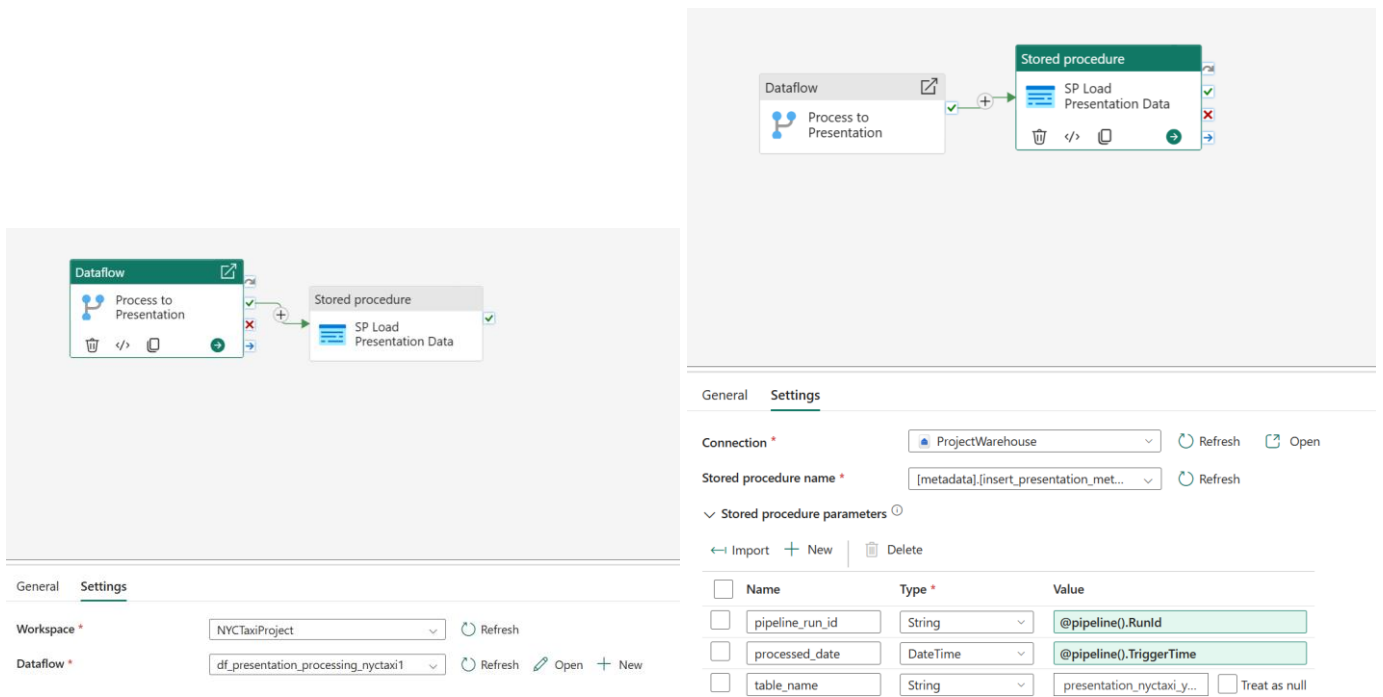 Dataflow
Process to
Presentation
Stored procedure
SP Load
Presentation Data
General Settings
Workspace *
NYCTaxiProject
Refresh
Dataflow *
df_presentation_processing_nyctaxi1
Refresh Open New
Dataflow
Process to
Presentation
Stored procedure
SP Load
Presentation Data
General Settings
Connection *
ProjectWarehouse
Refresh Open
Stored procedure name *
[metadata].[insert_presentation_met...
Refresh
Stored procedure parameters
Import New Delete
Name Type * Value
pipeline_run_id String @pipeline().RunId
processed_date DateTime @pipeline().TriggerTime
table_name String presentation_nyctaxi_y... Treat as null